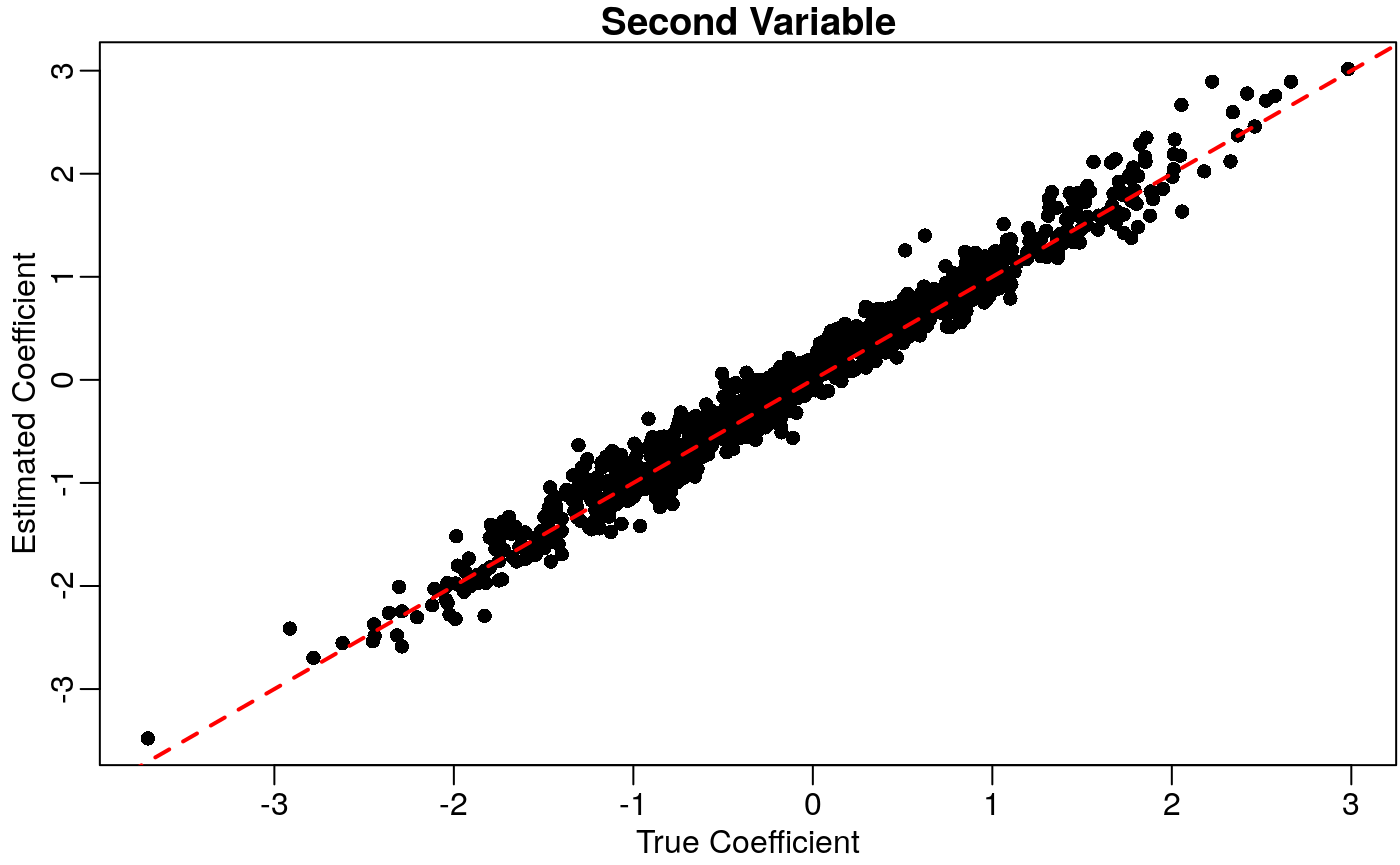 Second Variable
Estimated Coefficient
3
2
1
0
-1
-2
-3
-3 -2 -1 0 1 2 3
True Coefficient